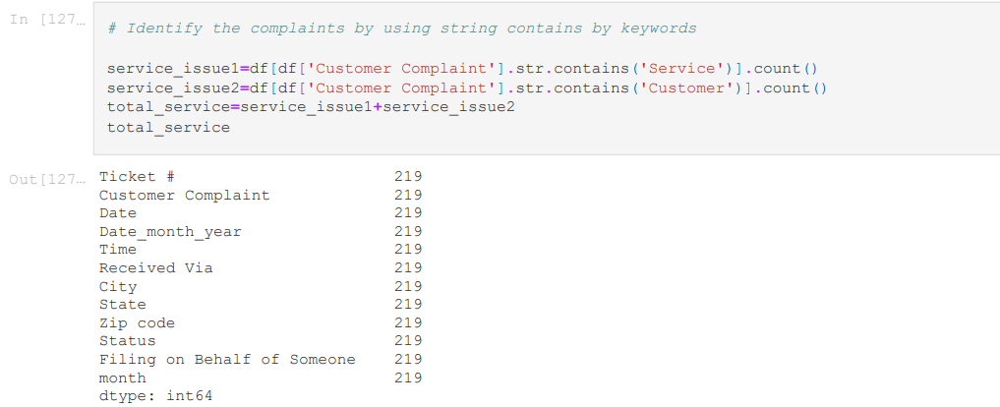 In [127…
# Identify the complaints by using string contains by keywords
service_issue1=df[df['Customer Complaint'].str.contains('Service')].count()
service_issue2=df[df['Customer Complaint'].str.contains('Customer')].count()
total_service=service_issue1+service_issue2
total_service
Out[127… Ticket # 219
Customer Complaint 219
Date 219
Date_month_year 219
Time 219
Received Via 219
City 219
State 219
Zip code 219
Status 219
Filing on Behalf of Someone 219
month 219
dtype: int64